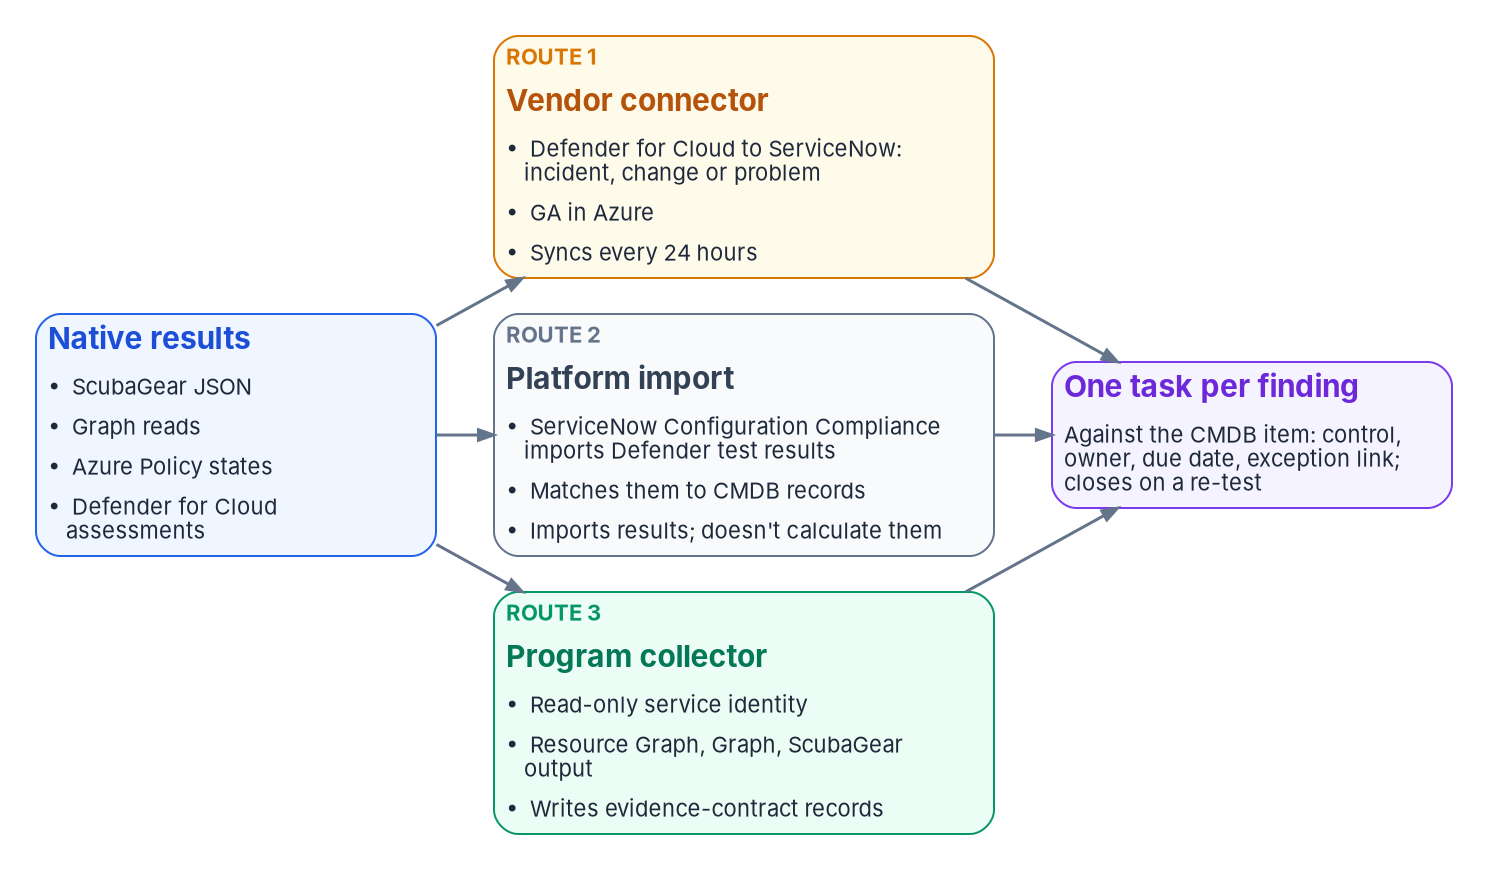 ROUTE 1
Vendor connector
• Defender for Cloud to ServiceNow:
incident, change or problem
• GA in Azure
• Syncs every 24 hours
Native results
• ScubaGear JSON
• Graph reads
• Azure Policy states
• Defender for Cloud
assessments
ROUTE 2
Platform import
• ServiceNow Configuration Compliance
imports Defender test results
• Matches them to CMDB records
• Imports results; doesn't calculate them
One task per finding
Against the CMDB item: control,
owner, due date, exception link;
closes on a re-test
ROUTE 3
Program collector
• Read-only service identity
• Resource Graph, Graph, ScubaGear
output
• Writes evidence-contract records